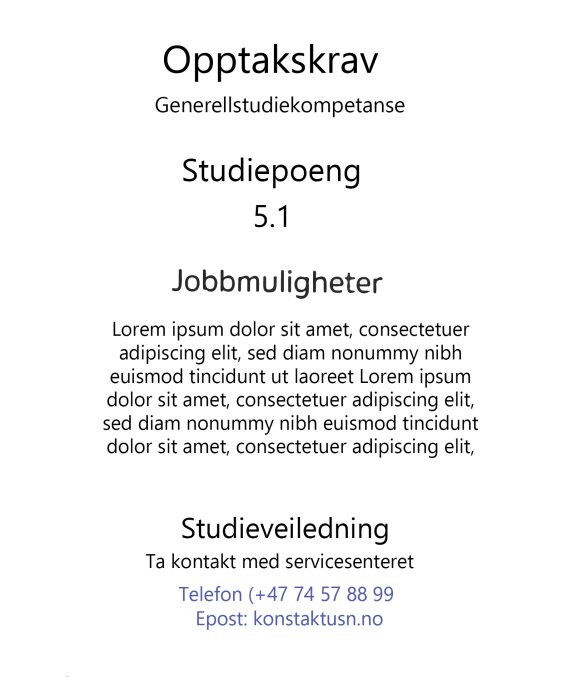 Opptakskrav
Generellstudiekompetanse
Studiepoeng
5.1
Jobbmuligheter
Lorem ipsum dolor sit amet, consectetuer
adipiscing elit, sed diam nonummy nibh
euismod tincidunt ut laoreet Lorem ipsum
dolor sit amet, consectetuer adipiscing elit,
sed diam nonummy nibh euismod tincidunt
dolor sit amet, consectetuer adipiscing elit,
Studieveiledning
Ta kontakt med servicesenteret
Telefon (+47 74 57 88 99
Epost: konstaktusn.no